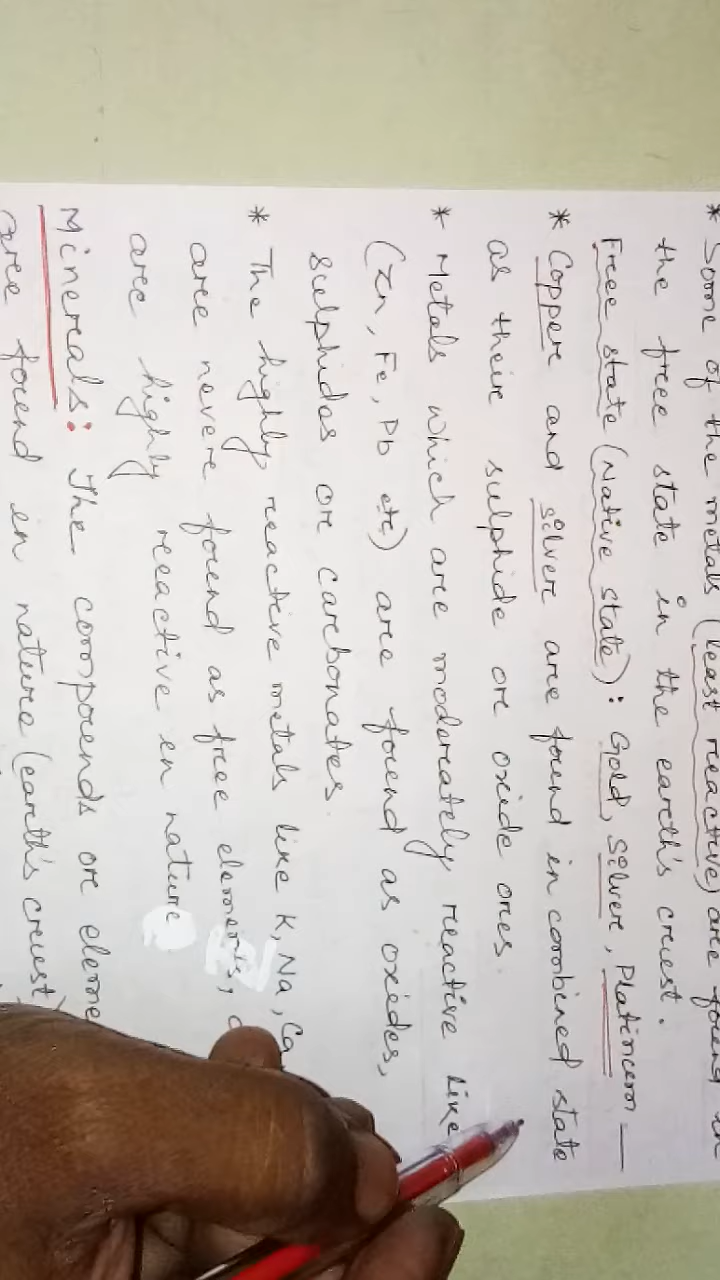 * Some of the metals (least reactive) are found in
the free state in the earth's crust.
Free state (Native state): Gold, Silver, Platinum —
* Copper and silver are found in combined state
as their sulphide or oxide ores.
* Metals which are moderately reactive like
(Zn, Fe, Pb etc) are found as oxides,
sulphides or carbonates.
* The highly reactive metals like K, Na, Ca
are never found as free elements,
are highly reactive in nature
Minerals: The compounds or eleme
are found in nature (earth's crust)